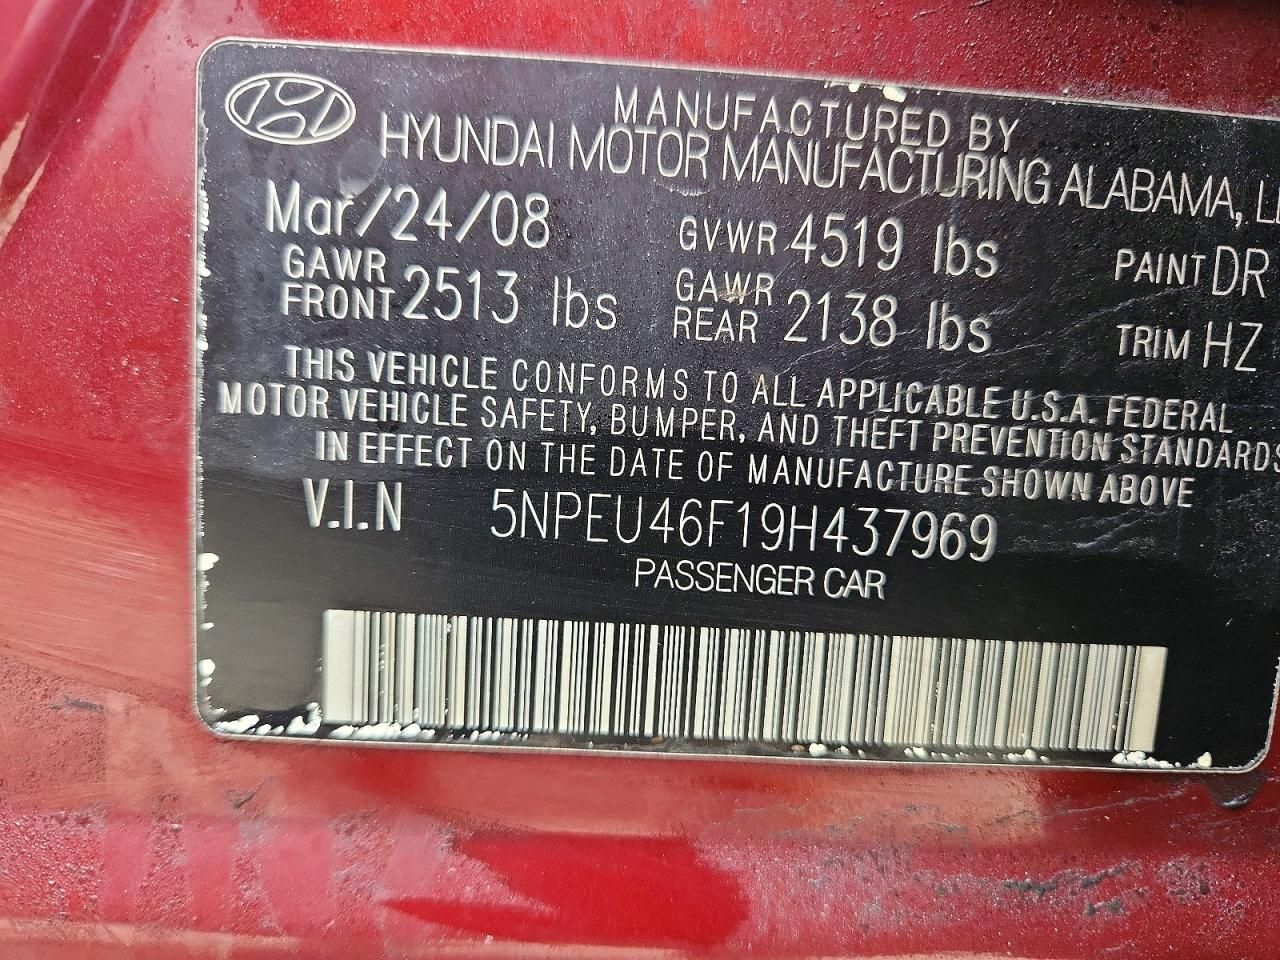 MANUFACTURED BY
HYUNDAI MOTOR MANUFACTURING ALABAMA,
Mar/24/08 GVWR 4519 lbs PAINT DR
GAWR FRONT 2513 lbs GAWR REAR 2138 lbs TRIM HZ
THIS VEHICLE CONFORMS TO ALL APPLICABLE U.S.A. FEDERAL
MOTOR VEHICLE SAFETY, BUMPER, AND THEFT PREVENTION STANDARDS
IN EFFECT ON THE DATE OF MANUFACTURE SHOWN ABOVE
V.I.N 5NPEU46F19H437969
PASSENGER CAR